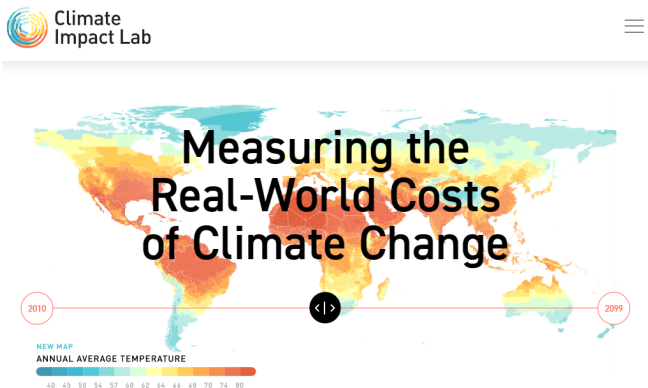 Climate
Impact Lab
Measuring the
Real-World Costs
of Climate Change
2010
2099
NEW MAP
ANNUAL AVERAGE TEMPERATURE
40 45 50 54 57 60 62 64 66 68 70 74 80